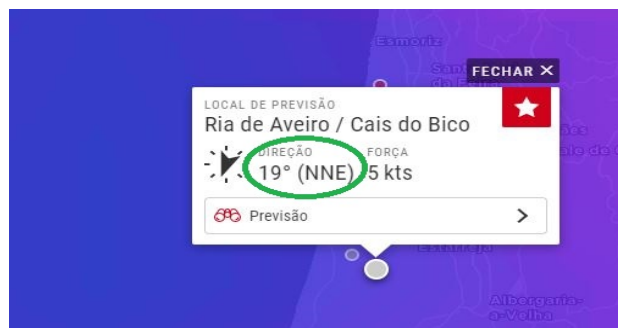 Esmoriz
FECHAR ×
LOCAL DE PREVISÃO
Ria de Aveiro / Cais do Bico
DIREÇÃO FORÇA
19° (NNE) 5 kts
Previsão
Estarreja
Albergaria-
a-Velha